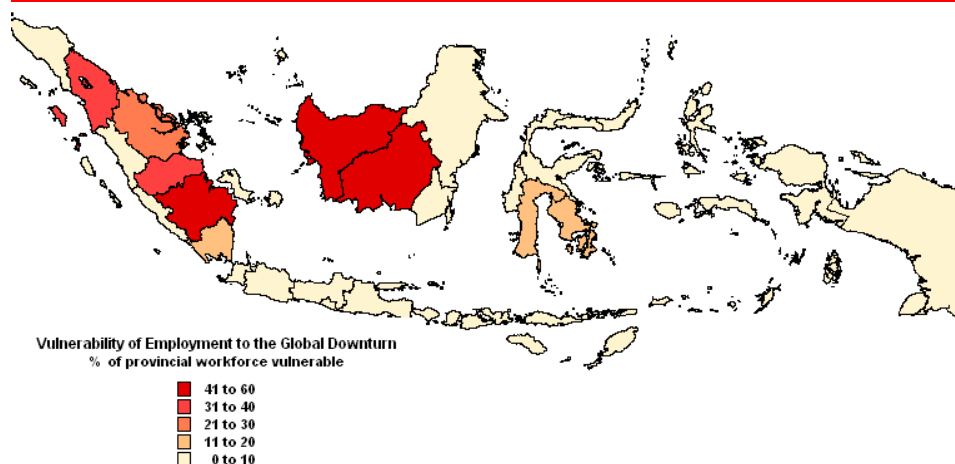 Vulnerability of Employment to the Global Downturn
% of provincial workforce vulnerable
41 to 60
31 to 40
21 to 30
11 to 20
0 to 10